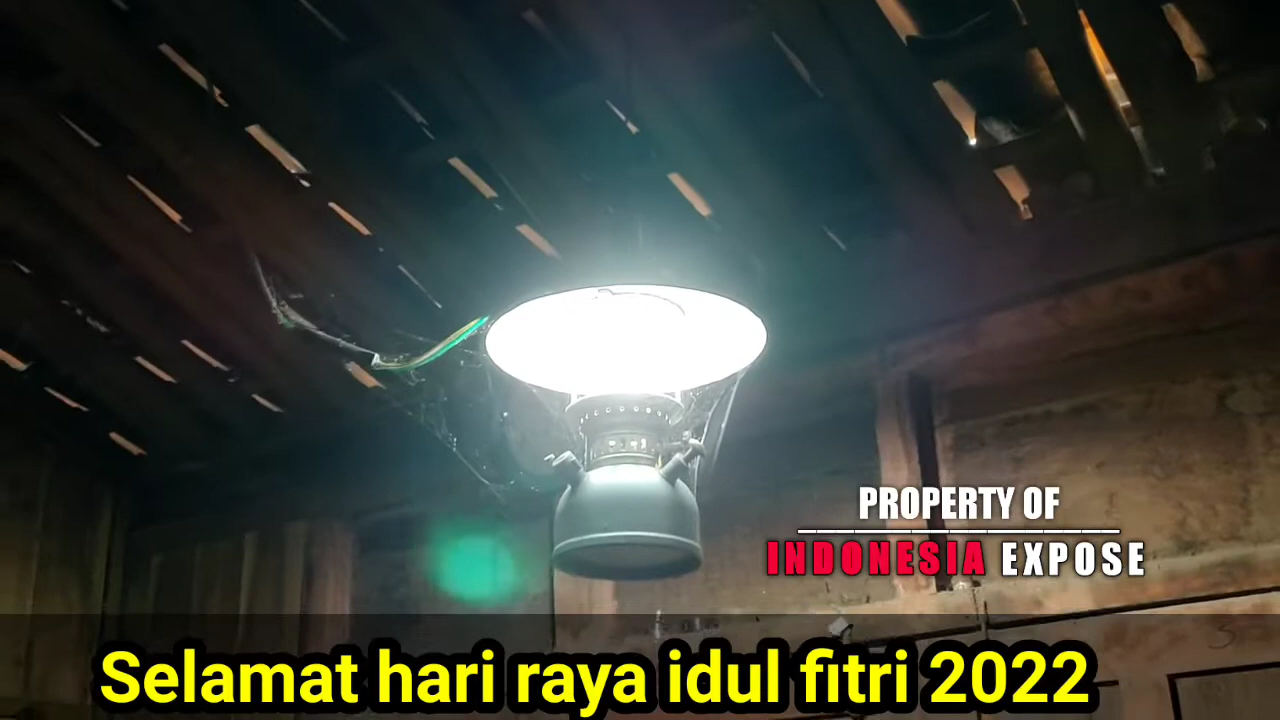 PROPERTY OF
INDONESIA EXPOSE
Selamat hari raya idul fitri 2022